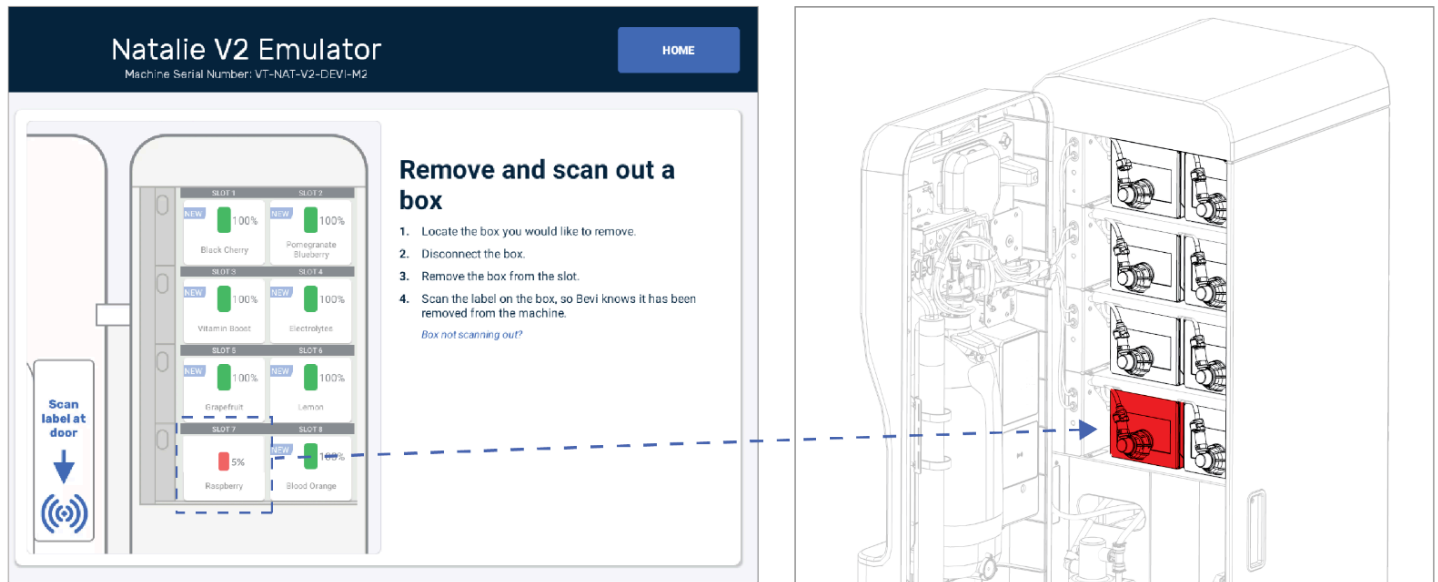 Natalie V2 Emulator
Machine Serial Number: VT-NAT-V2-DEVI-M2
HOME
SLOT 1
SLOT 2
NEW
100%
NEW
100%
Black Cherry
Pomegranate
Blueberry
SLOT 3
SLOT 4
NEW
100%
NEW
100%
Vitamin Boost
Electrolytes
SLOT 5
SLOT 6
NEW
100%
NEW
100%
Grapefruit
Lemon
SLOT 7
SLOT 8
5%
NEW
100%
Raspberry
Blood Orange
Scan
label at
door
Remove and scan out a
box
1. Locate the box you would like to remove.
2. Disconnect the box.
3. Remove the box from the slot.
4. Scan the label on the box, so Bevi knows it has been
removed from the machine.
Box not scanning out?